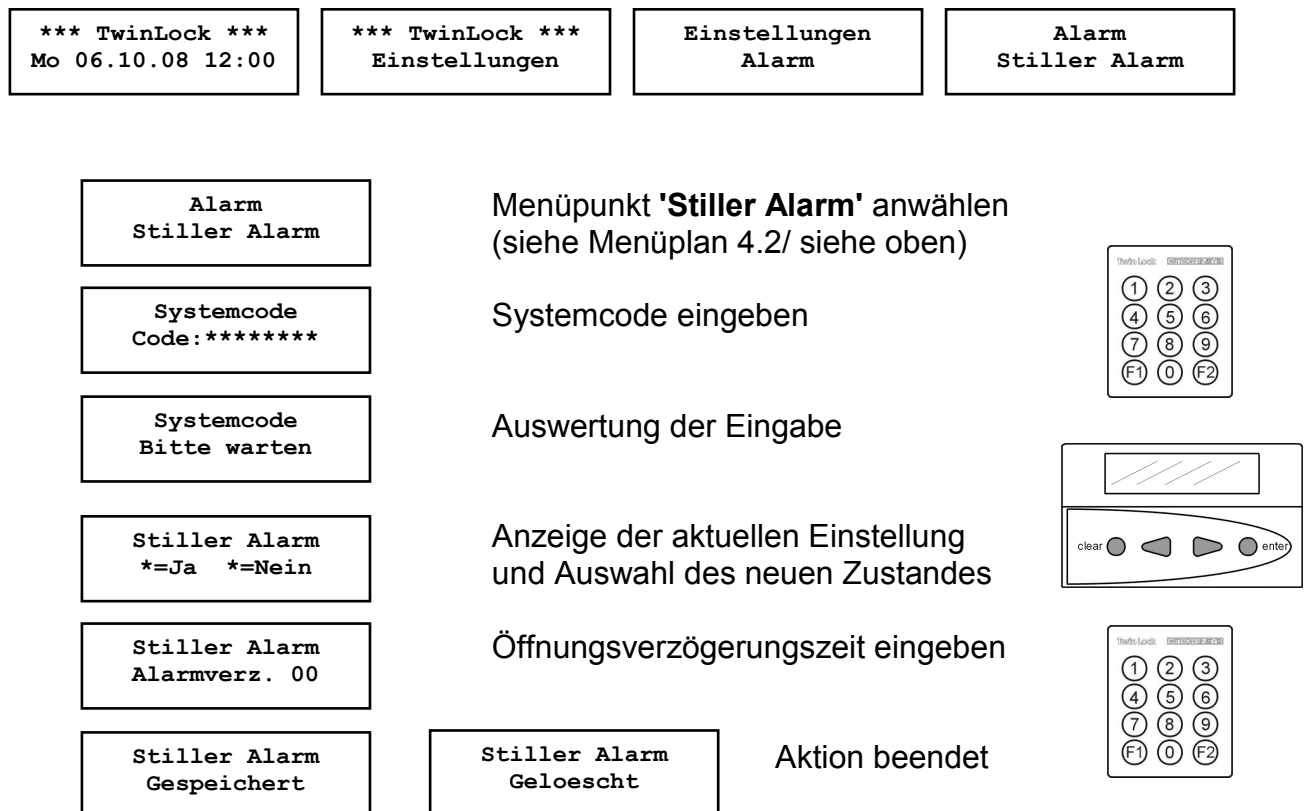 *** TwinLock ***
Mo 06.10.08 12:00
*** TwinLock ***
Einstellungen
Einstellungen
Alarm
Alarm
Stiller Alarm
Alarm
Stiller Alarm
Menüpunkt 'Stiller Alarm' anwählen
(siehe Menüplan 4.2/ siehe oben)
Systemcode
Code:********
Systemcode eingeben
TwinLock
1 2 3
4 5 6
7 8 9
F1 0 F2
Systemcode
Bitte warten
Auswertung der Eingabe
Stiller Alarm
*=Ja *=Nein
Anzeige der aktuellen Einstellung
und Auswahl des neuen Zustandes
clear enter
Stiller Alarm
Alarmverz. 00
Öffnungsverzögerungszeit eingeben
TwinLock
1 2 3
4 5 6
7 8 9
F1 0 F2
Stiller Alarm
Gespeichert
Stiller Alarm
Geloescht
Aktion beendet